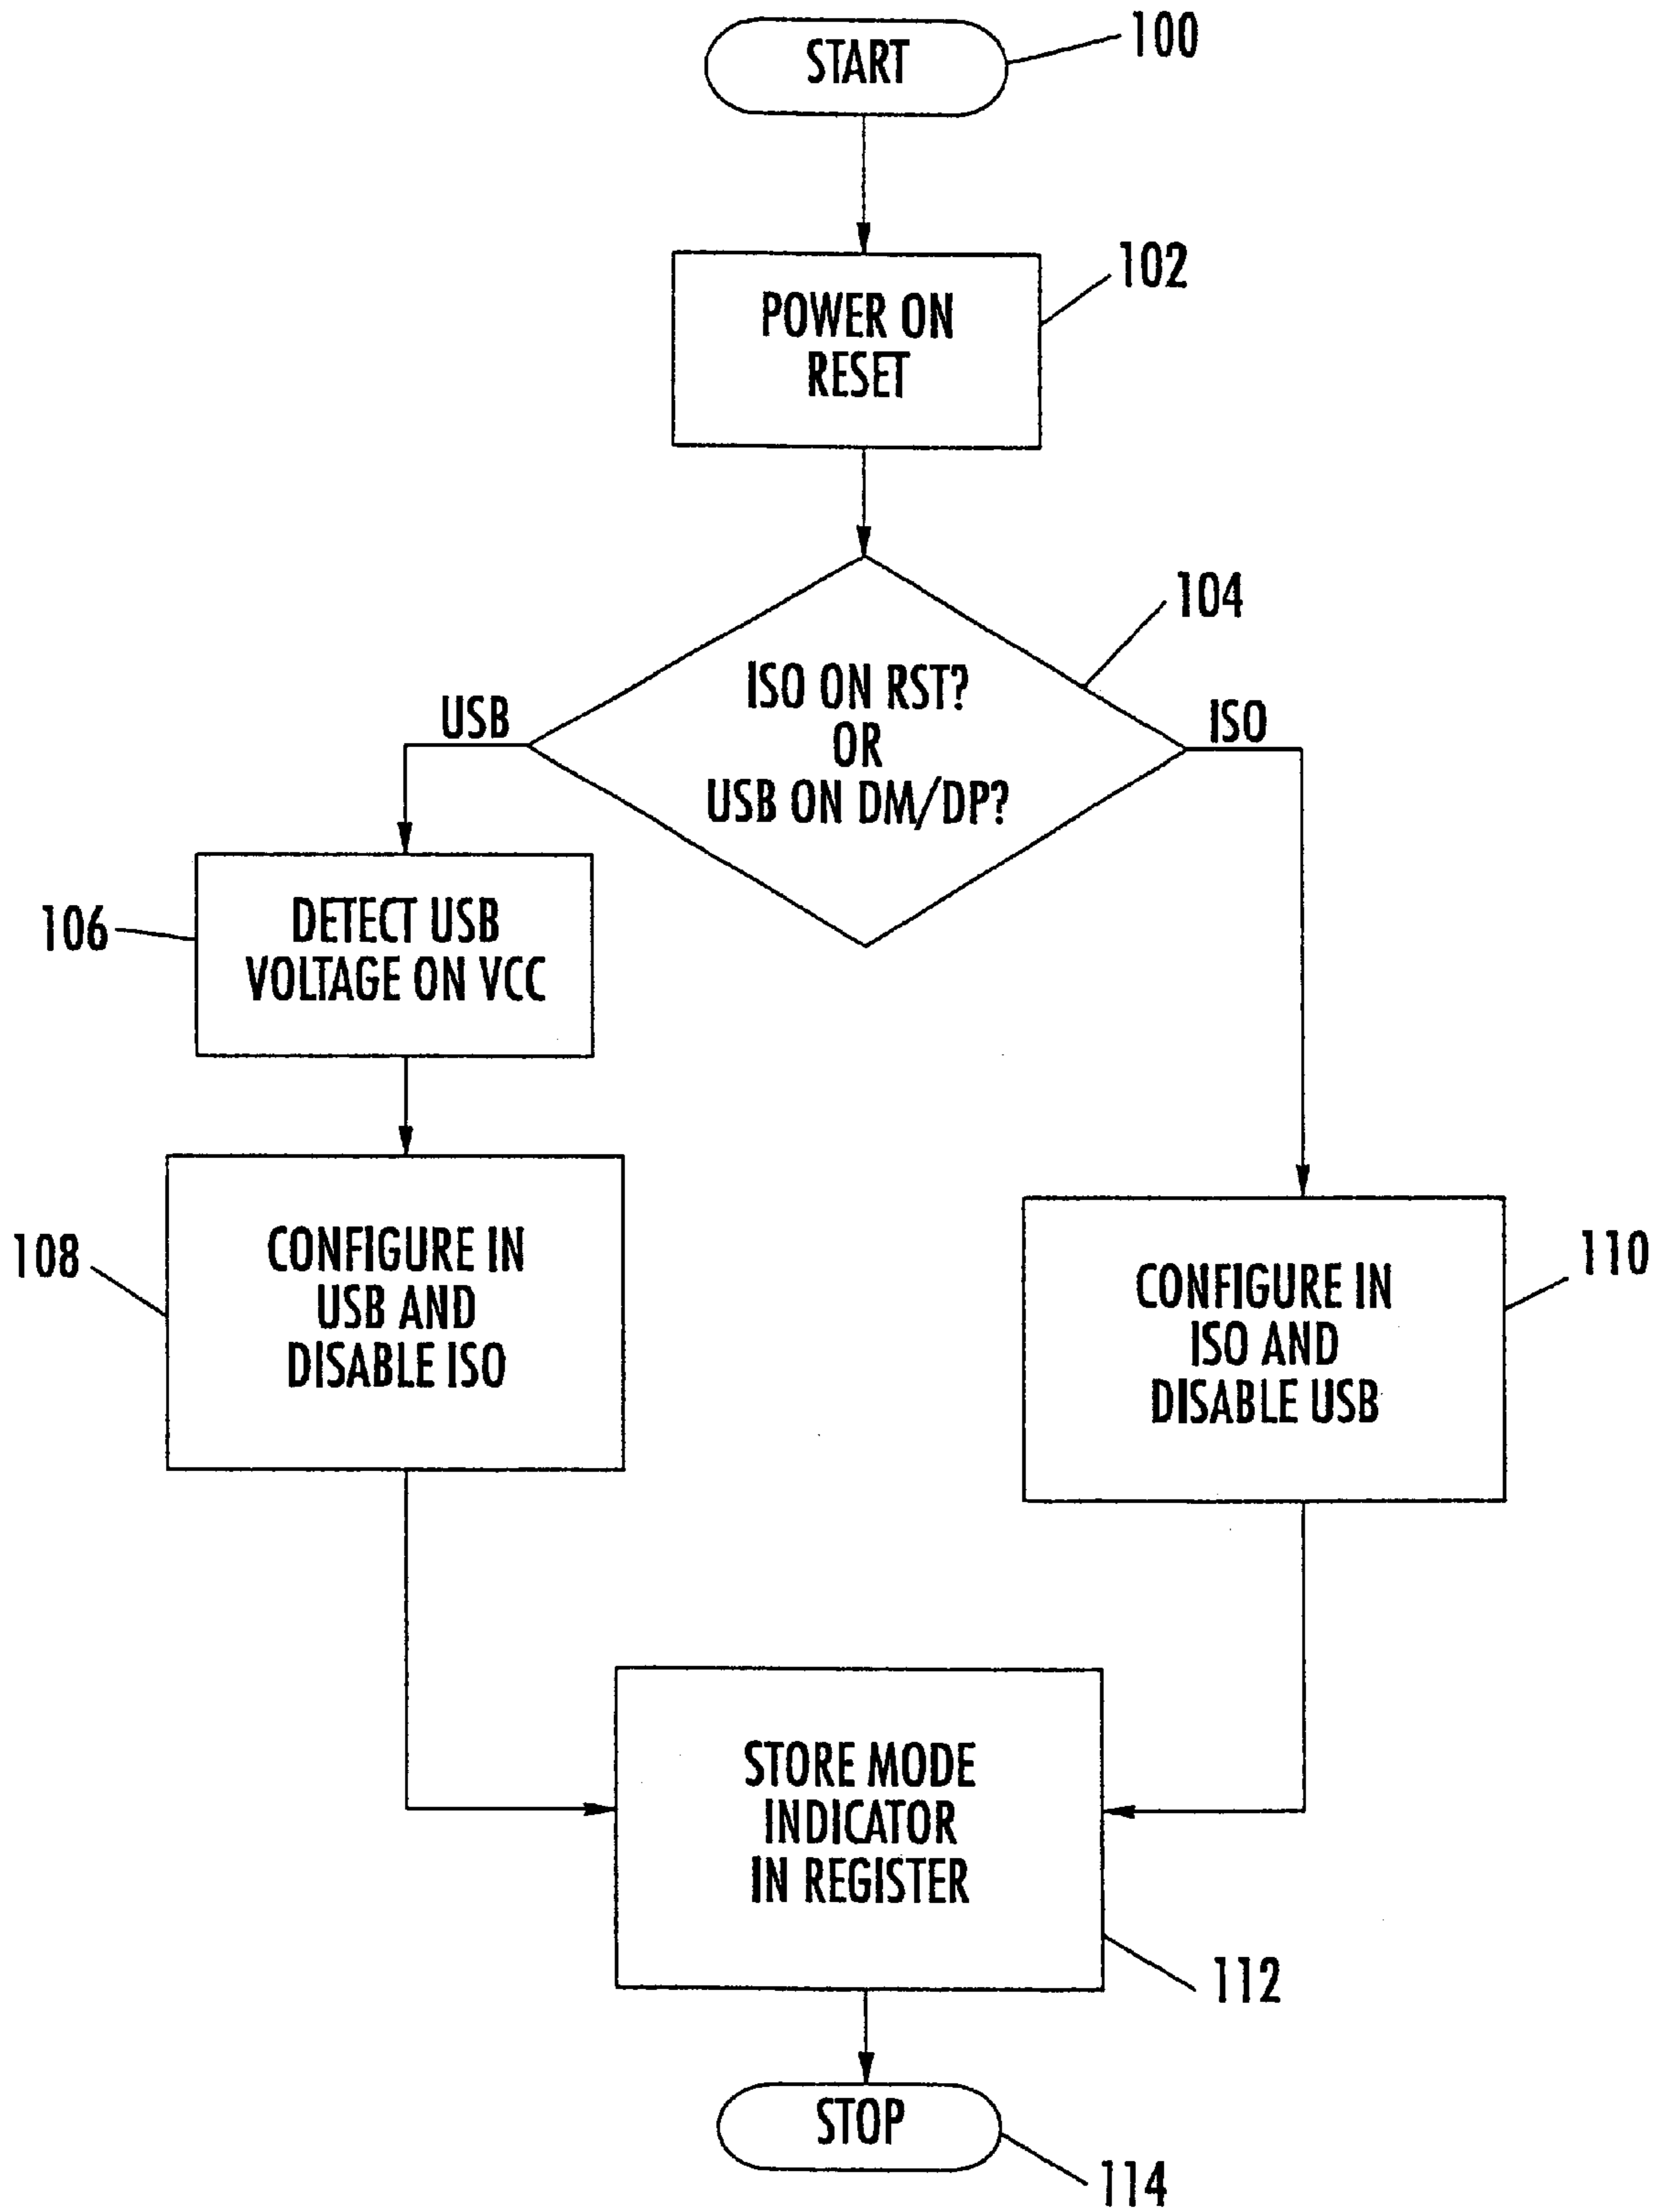 START
100
POWER ON
RESET
102
ISO ON RST?
OR
USB ON DM/DP?
104
USB
ISO
DETECT USB
VOLTAGE ON VCC
106
CONFIGURE IN
USB AND
DISABLE ISO
108
CONFIGURE IN
ISO AND
DISABLE USB
110
STORE MODE
INDICATOR
IN REGISTER
112
STOP
114